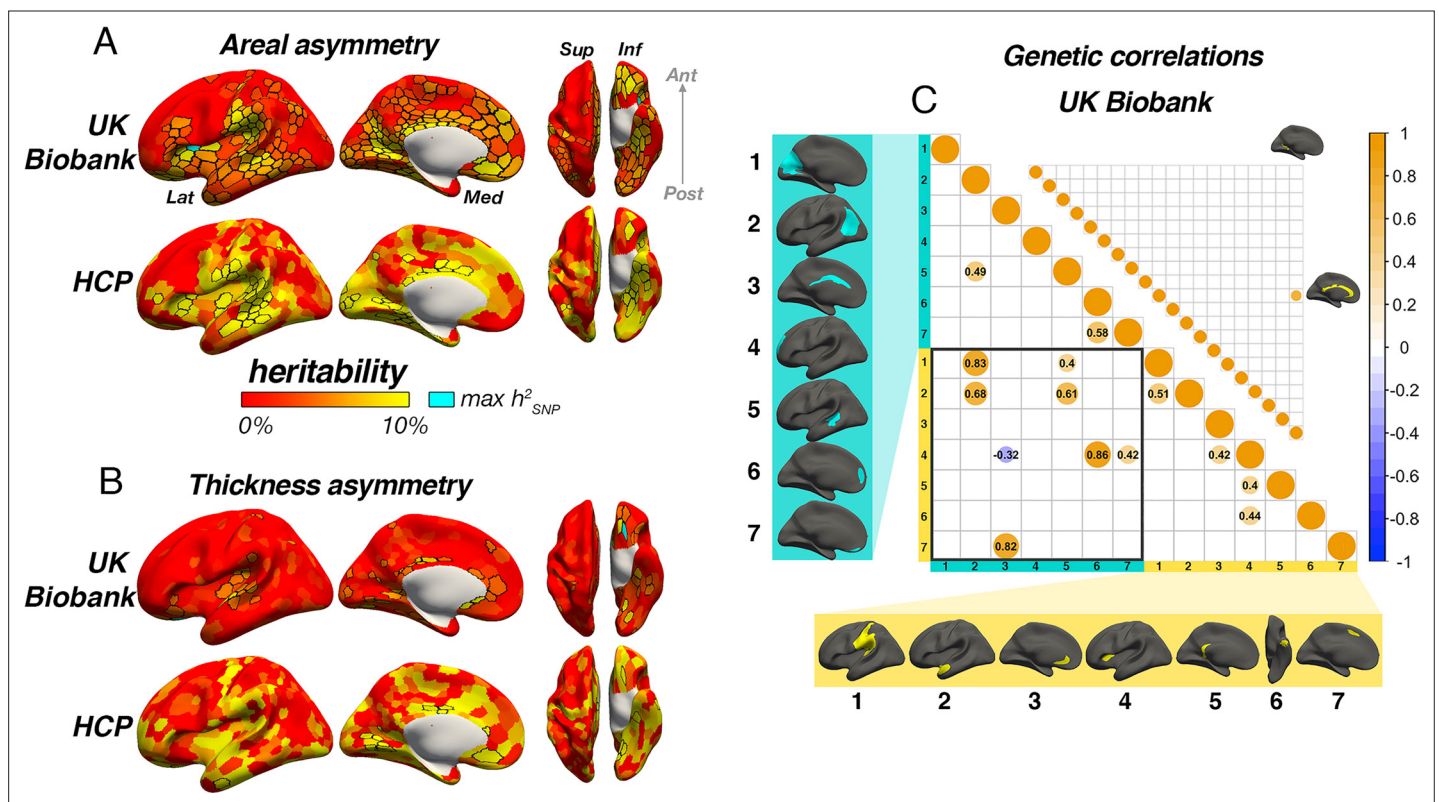 A
Areal asymmetry
Sup
Inf
Ant
Post
UK
Biobank
Lat
Med
HCP
heritability
0%
10%
max h²SNP
B
Thickness asymmetry
UK
Biobank
HCP
Genetic correlations
C
UK Biobank
1
2
3
4
5
6
7
1
2
3
4
5
0.49
6
7
0.58
1
0.83
0.4
2
0.68
0.61
0.51
3
4
-0.32
0.86
0.42
0.42
5
0.4
6
0.44
7
0.82
1 2 3 4 5 6 7 1 2 3 4 5 6 7
1
0.8
0.6
0.4
0.2
0
-0.2
-0.4
-0.6
-0.8
-1
1 2 3 4 5 6 7